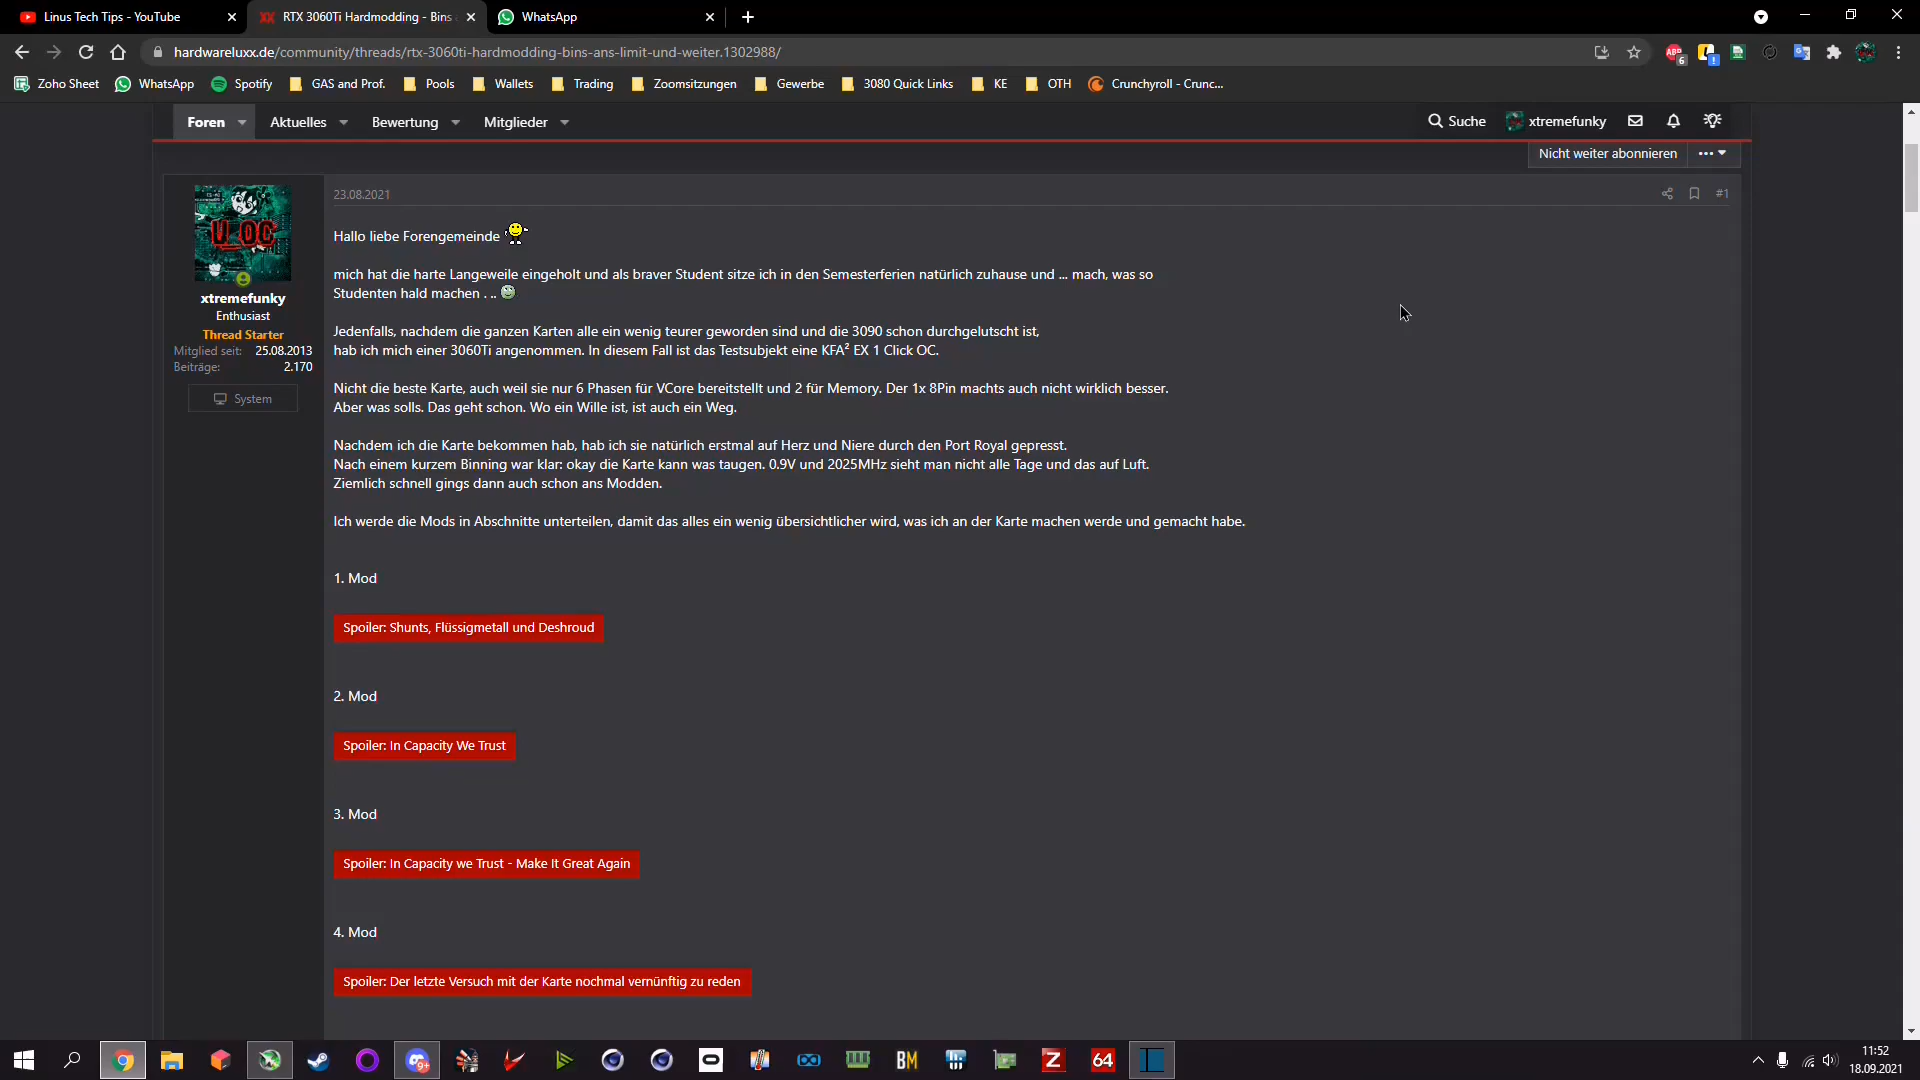 Linus Tech Tips - YouTube
RTX 3060Ti Hardmodding - Bins
WhatsApp
hardwareluxx.de/community/threads/rtx-3060ti-hardmodding-bins-ans-limit-und-weiter.1302988/
6
Zoho Sheet WhatsApp Spotify GAS and Prof. Pools Wallets Trading Zoomsitzungen Gewerbe 3080 Quick Links KE OTH Crunchyroll - Crunc...
Foren Aktuelles Bewertung Mitglieder Suche xtremefunky
Nicht weiter abonnieren •••
23.08.2021 #1
xtremefunky
Enthusiast
Thread Starter
Mitglied seit: 25.08.2013
Beiträge: 2.170
System
Hallo liebe Forengemeinde
mich hat die harte Langeweile eingeholt und als braver Student sitze ich in den Semesterferien natürlich zuhause und ... mach, was so
Studenten hald machen . ..
Jedenfalls, nachdem die ganzen Karten alle ein wenig teurer geworden sind und die 3090 schon durchgelutscht ist,
hab ich mich einer 3060Ti angenommen. In diesem Fall ist das Testsubjekt eine KFA² EX 1 Click OC.
Nicht die beste Karte, auch weil sie nur 6 Phasen für VCore bereitstellt und 2 für Memory. Der 1x 8Pin machts auch nicht wirklich besser.
Aber was solls. Das geht schon. Wo ein Wille ist, ist auch ein Weg.
Nachdem ich die Karte bekommen hab, hab ich sie natürlich erstmal auf Herz und Niere durch den Port Royal gepresst.
Nach einem kurzem Binning war klar: okay die Karte kann was taugen. 0.9V und 2025MHz sieht man nicht alle Tage und das auf Luft.
Ziemlich schnell gings dann auch schon ans Modden.
Ich werde die Mods in Abschnitte unterteilen, damit das alles ein wenig übersichtlicher wird, was ich an der Karte machen werde und gemacht habe.
1. Mod
Spoiler: Shunts, Flüssigmetall und Deshroud
2. Mod
Spoiler: In Capacity We Trust
3. Mod
Spoiler: In Capacity we Trust - Make It Great Again
4. Mod
Spoiler: Der letzte Versuch mit der Karte nochmal vernünftig zu reden
9+ BM Z 64
11:52
18.09.2021